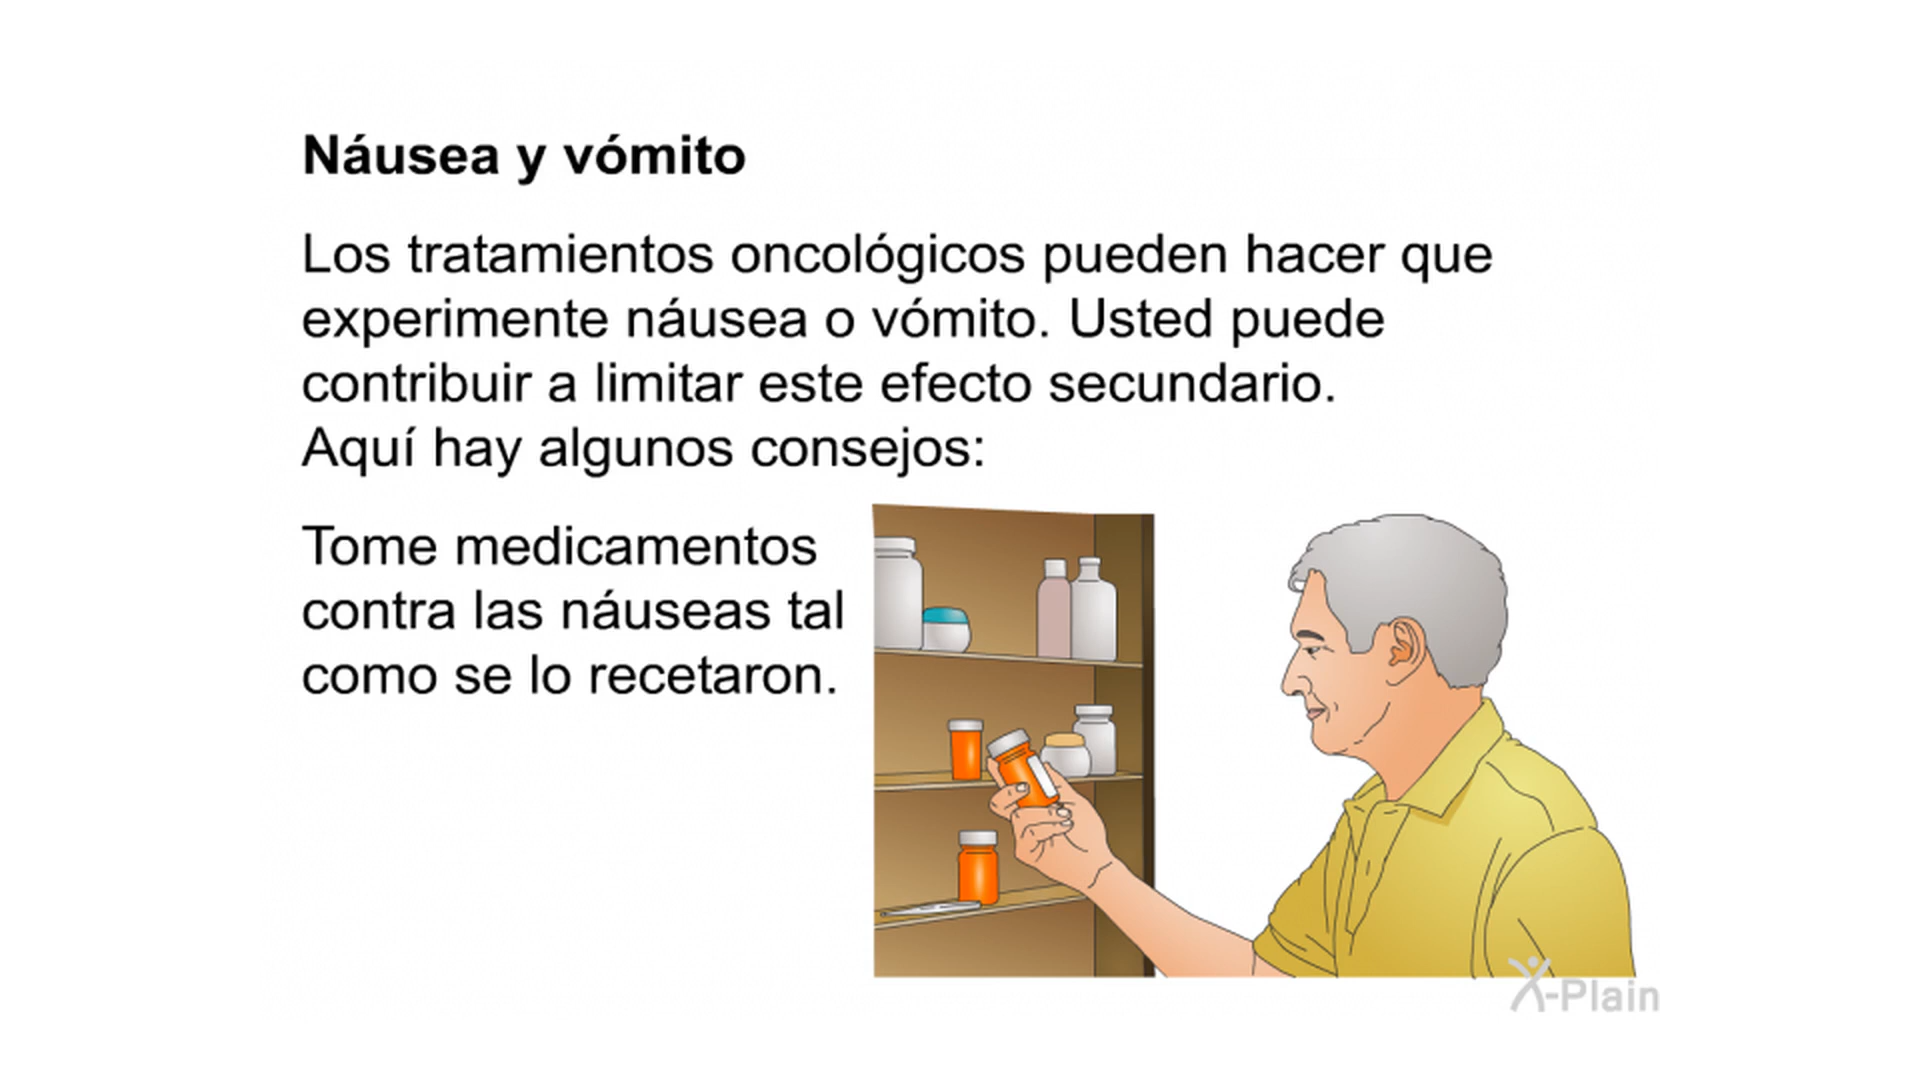 Náusea y vómito
Los tratamientos oncológicos pueden hacer que
experimente náusea o vómito. Usted puede
contribuir a limitar este efecto secundario.
Aquí hay algunos consejos:
Tome medicamentos
contra las náuseas tal
como se lo recetaron.
X-Plain